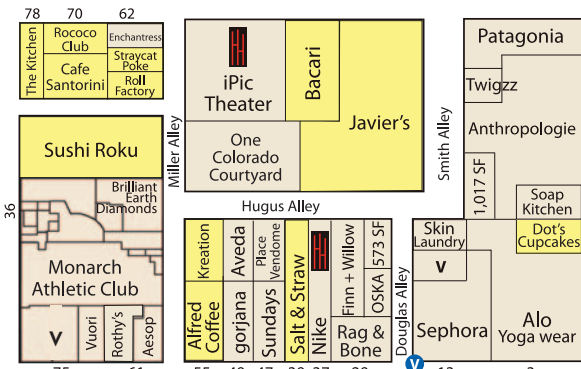 78 70 62
The Kitchen
Rococo
Club
Cafe
Santorini
Enchantress
Straycat
Poke
Roll
Factory
iPic
Theater
Bacari
Javier's
One
Colorado
Courtyard
Miller Alley
Smith Alley
Patagonia
Twigzz
Anthropologie
1,017 SF
Soap
Kitchen
Dot's
Cupcakes
Skin
Laundry
V
Sephora
Alo
Yoga wear
Sushi Roku
36
Brilliant
Earth
Diamonds
Monarch
Athletic Club
V
Vuori
Rothy's
Aesop
Hugus Alley
Kreation
Alfred
Coffee
Aveda
gorjana
Place
Vendome
Sundays
Salt & Straw
Nike
Finn + Willow
573 SF
OSKA
Rag &
Bone
Douglas Alley
V